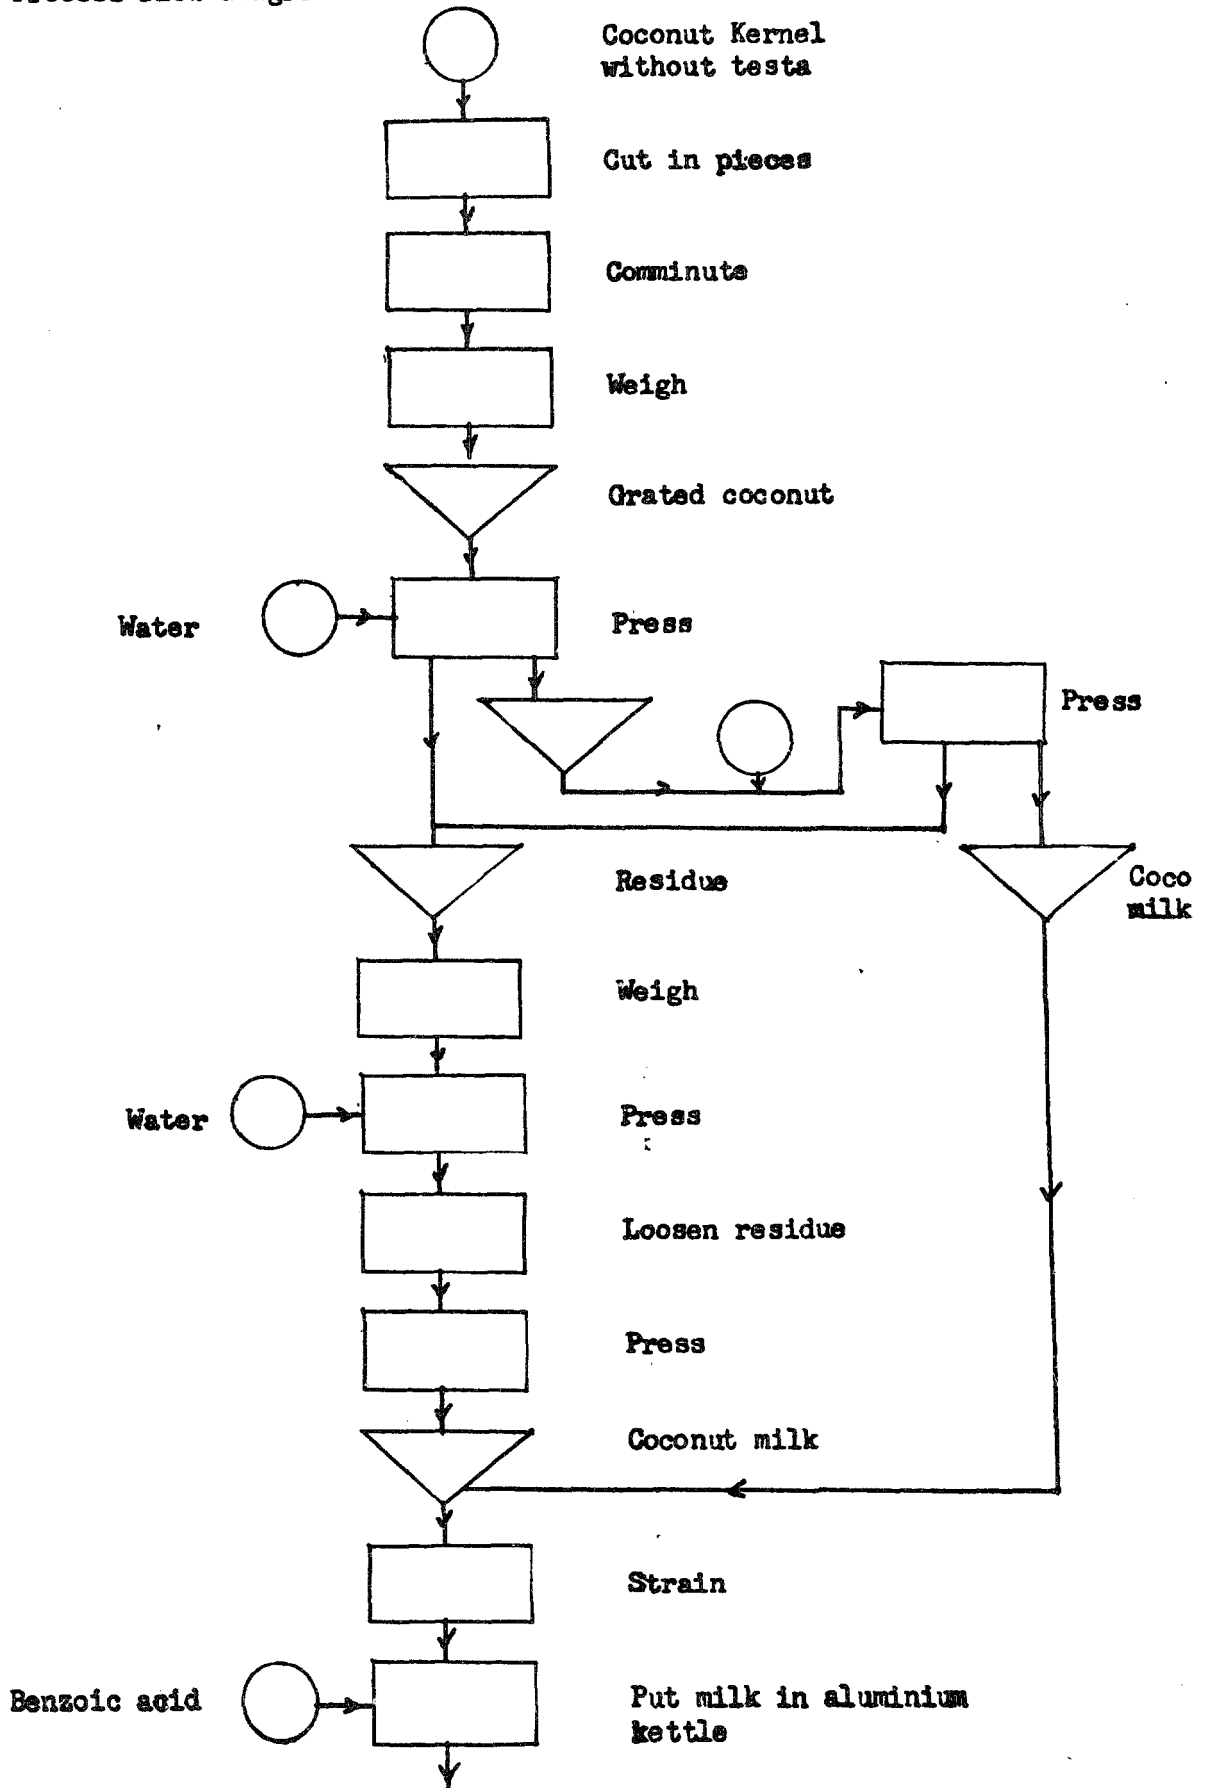 Coconut Kernel
without testa
Cut in pieces
Comminute
Weigh
Grated coconut
Water
Press
Press
Residue
Coco
milk
Weigh
Water
Press
Loosen residue
Press
Coconut milk
Strain
Benzoic acid
Put milk in aluminium
kettle